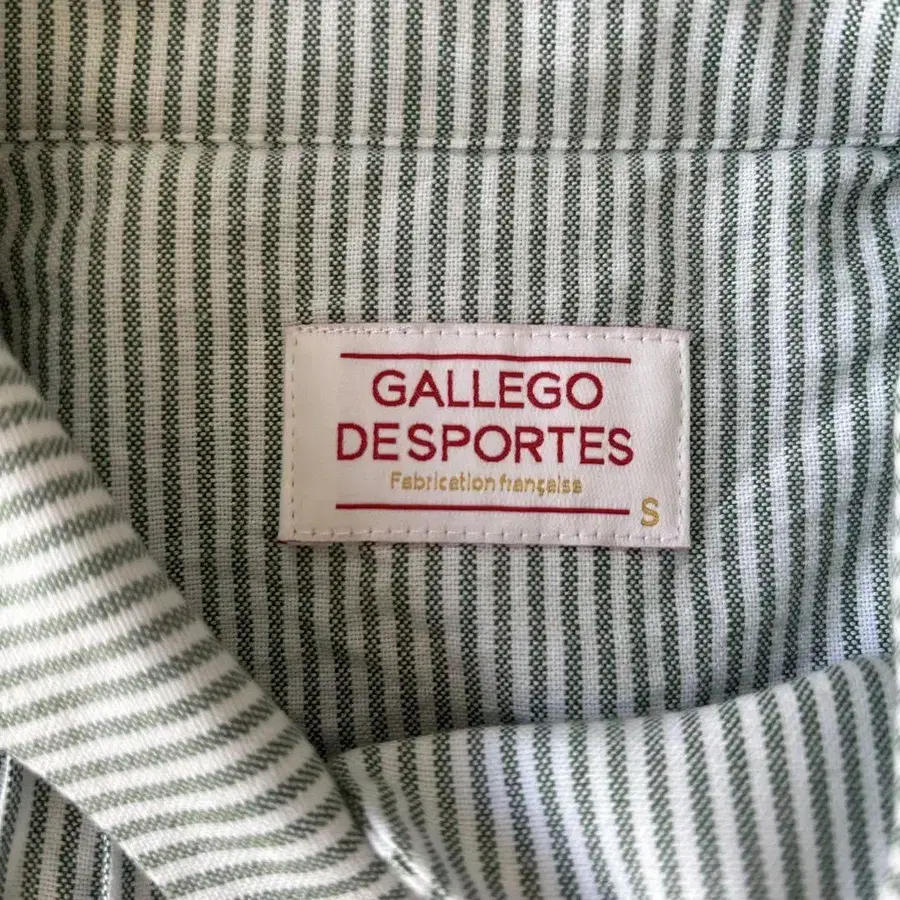 GALLEGO
DESPORTES
Fabrication française
S